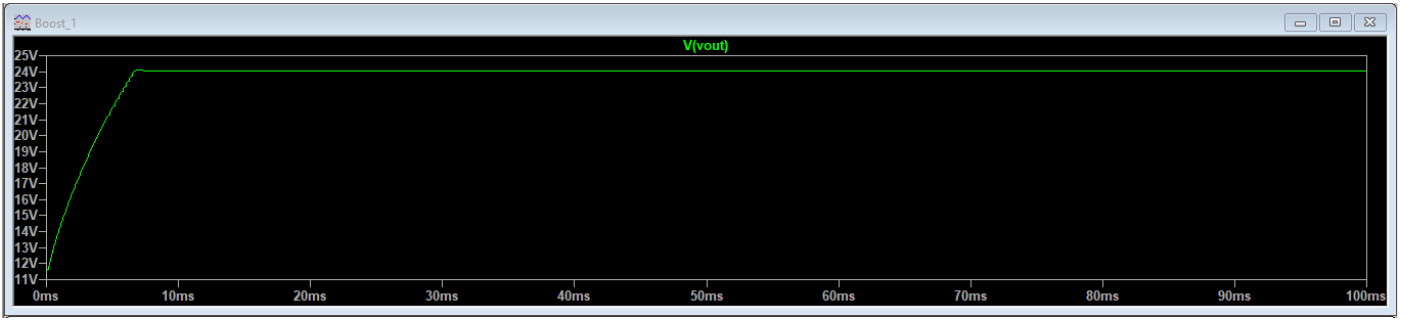 Boost_1
V(vout)
25V
24V
23V
22V
21V
20V
19V
18V
17V
16V
15V
14V
13V
12V
11V
0ms 10ms 20ms 30ms 40ms 50ms 60ms 70ms 80ms 90ms 100ms